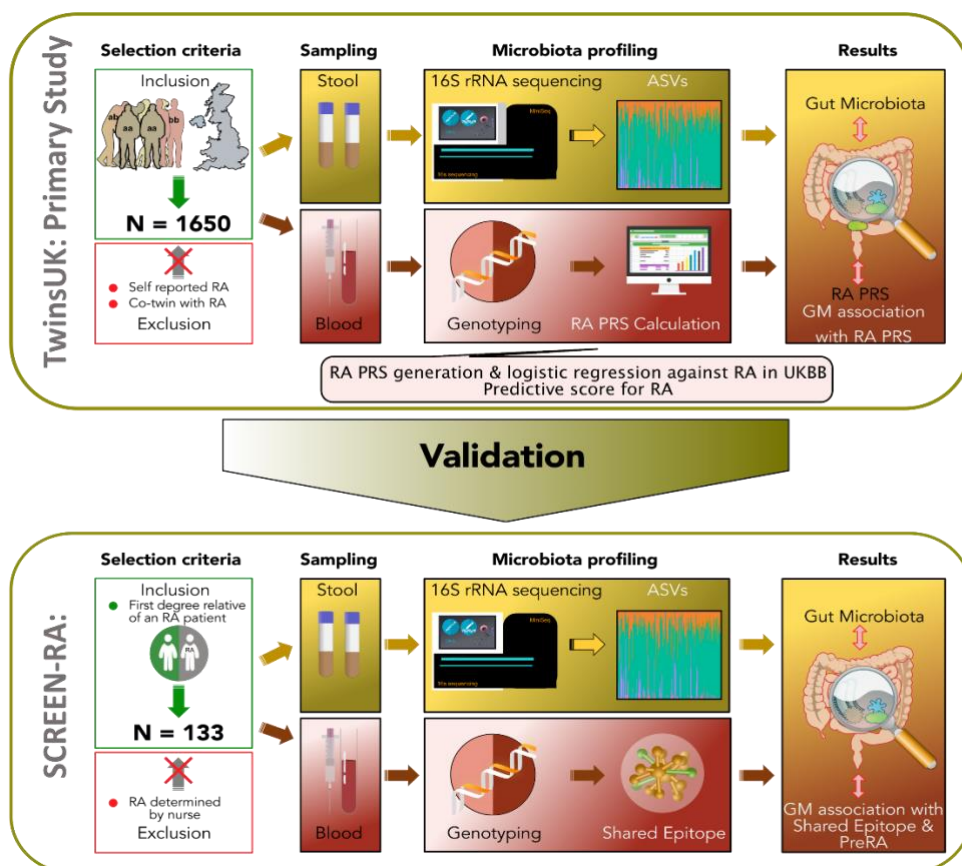 TwinsUK: Primary Study
Selection criteria
Sampling
Microbiota profiling
Results
Inclusion
ab
aa
aa
bb
N = 1650
Self reported RA
Co-twin with RA
Exclusion
Stool
Blood
16S rRNA sequencing
ASVs
MiniSeq
Genotyping
RA PRS Calculation
Gut Microbiota
RA PRS
GM association
with RA PRS
RA PRS generation & logistic regression against RA in UKBB
Predictive score for RA
Validation
SCREEN-RA:
Selection criteria
Sampling
Microbiota profiling
Results
Inclusion
First degree relative
of an RA patient
RA
N = 133
RA determined
by nurse
Exclusion
Stool
Blood
16S rRNA sequencing
ASVs
MiniSeq
Genotyping
Shared Epitope
Gut Microbiota
GM association with
Shared Epitope &
PreRA